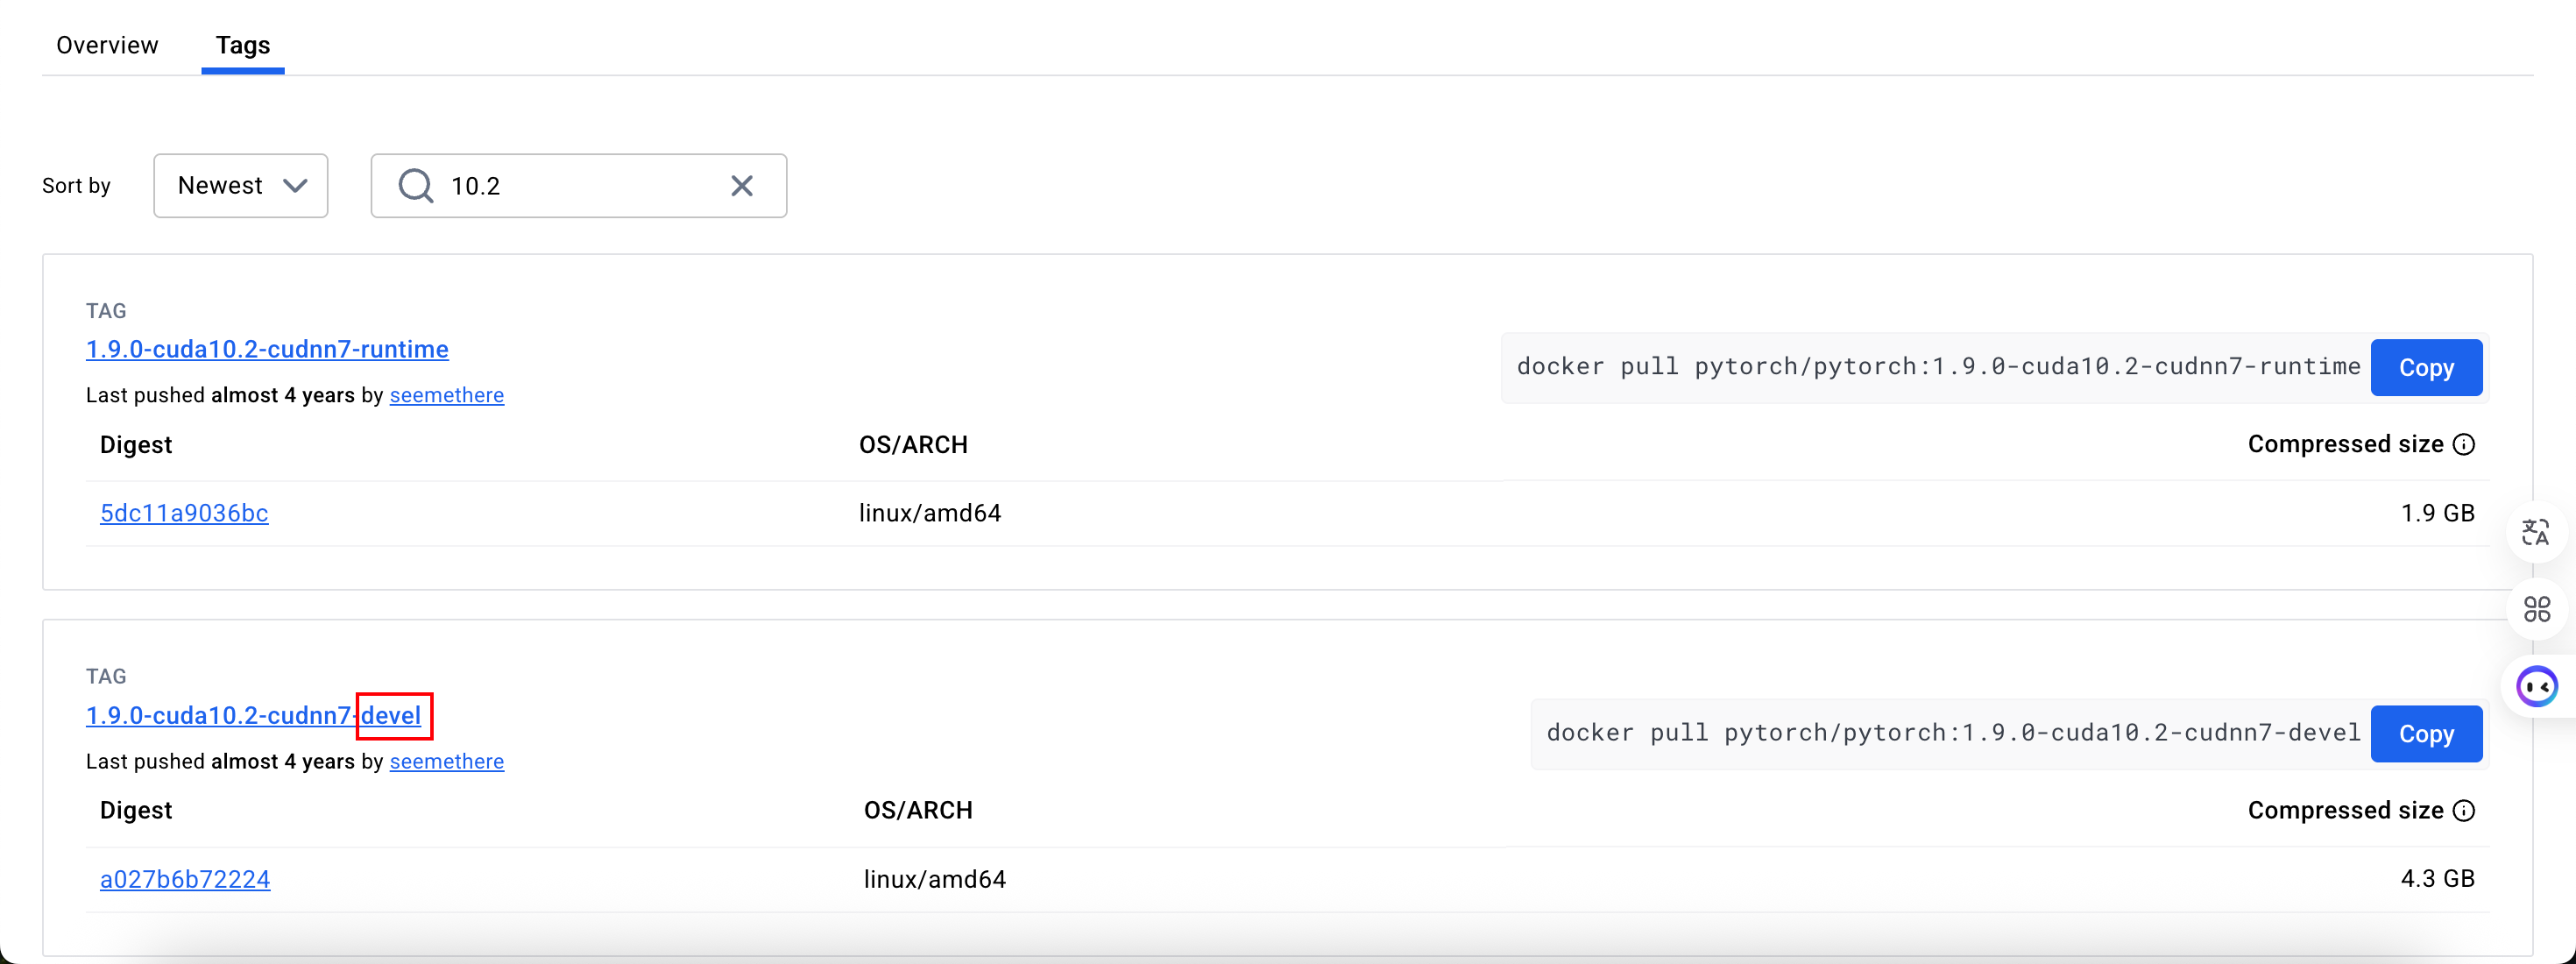 Overview Tags
Sort by Newest 10.2
TAG
1.9.0-cuda10.2-cudnn7-runtime
docker pull pytorch/pytorch:1.9.0-cuda10.2-cudnn7-runtime Copy
Last pushed almost 4 years by seemethere
Digest OS/ARCH Compressed size
5dc11a9036bc linux/amd64 1.9 GB
TAG
1.9.0-cuda10.2-cudnn7-devel
docker pull pytorch/pytorch:1.9.0-cuda10.2-cudnn7-devel Copy
Last pushed almost 4 years by seemethere
Digest OS/ARCH Compressed size
a027b6b72224 linux/amd64 4.3 GB